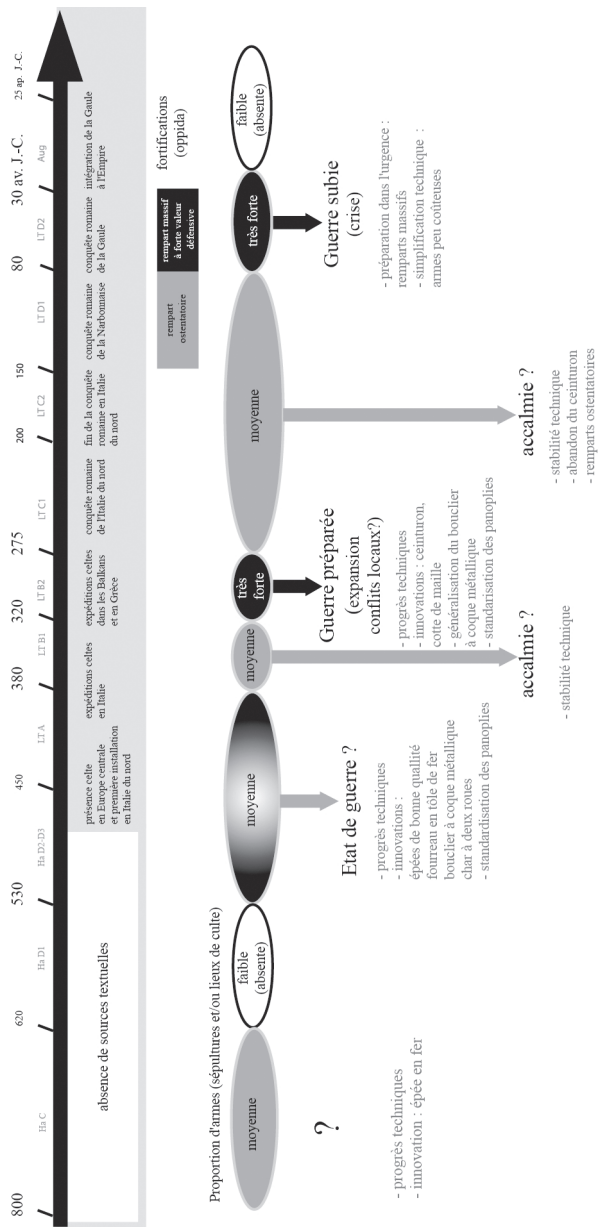 800
620
530
450
380
320
275
200
150
80
30 av. J.-C.
25 ap. J.-C.
Ha C
Ha D1
Ha D2-D3
LT A
LT B1
LT B2
LT C1
LT C2
LT D1
LT D2
Aug
absence de sources textuelles
présence celte
en Europe centrale
et première installation
en Italie du nord
expéditions celtes
en Italie
expéditions celtes
dans les Balkans
et en Grèce
conquête romaine
de l'Italie du nord
fin de la conquête
romaine en Italie
du nord
conquête romaine
de la Narbonnaise
conquête romaine
de la Gaule
intégration de la Gaule
à l'Empire
rempart
ostentatoire
rempart massif
à forte valeur
défensive
fortifications
(oppida)
Proportion d'armes (sépultures et/ou lieux de culte)
moyenne
faible
(absente)
moyenne
moyenne
très
forte
moyenne
très forte
faible
(absente)
?
- progrès techniques
- innovation : épée en fer
Etat de guerre ?
- progrès techniques
- innovations :
épées de bonne qualité
fourreau en tôle de fer
bouclier à coque métallique
char à deux roues
- standardisation des panoplies
accalmie ?
- stabilité technique
Guerre préparée
(expansion
conflits locaux?)
- progrès techniques
- innovations : ceinturon,
cotte de maille
- généralisation du bouclier
à coque métallique
- standarisation des panoplies
accalmie ?
- stabilité technique
- abandon du ceinturon
- remparts ostentatoires
Guerre subie
(crise)
- préparation dans l'urgence :
remparts massifs
- simplification technique :
armes peu coûteuses